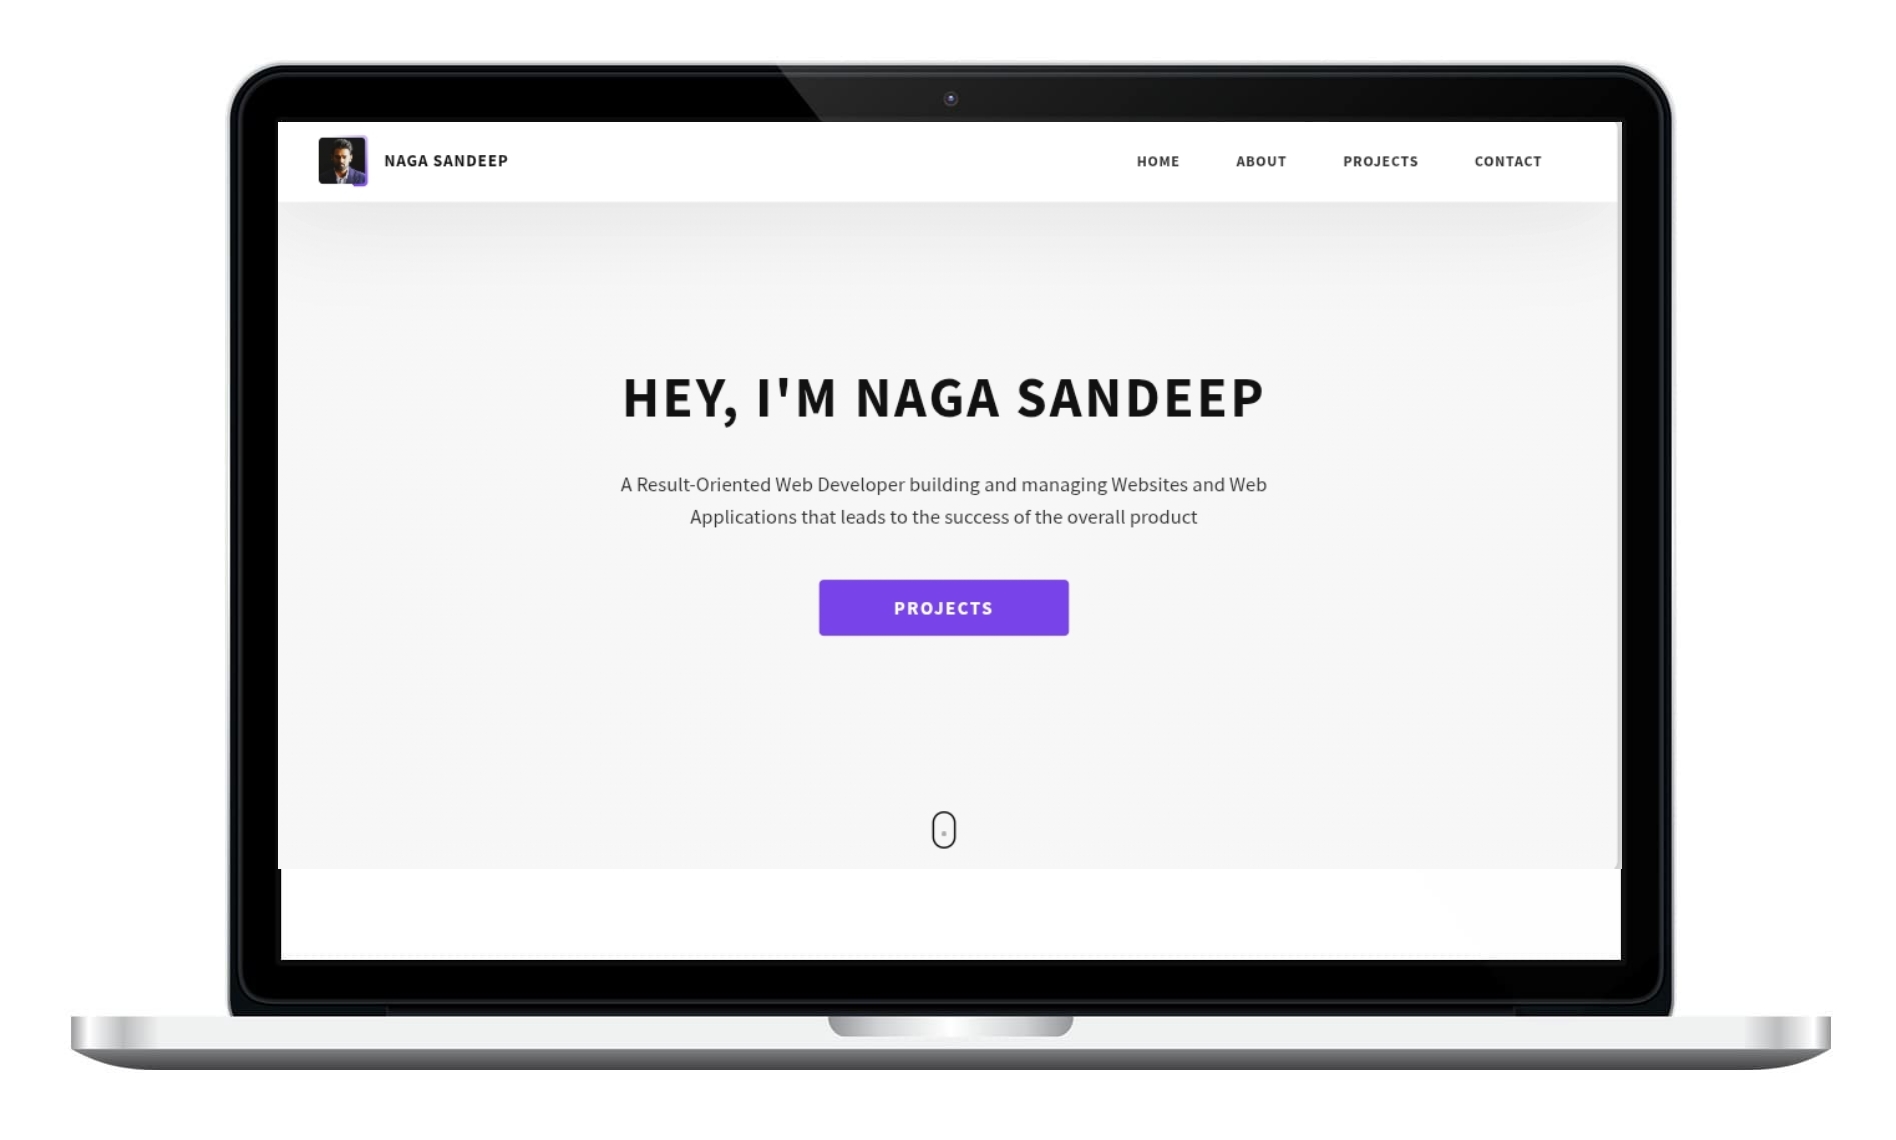 NAGA SANDEEP
HOME ABOUT PROJECTS CONTACT
HEY, I'M NAGA SANDEEP
A Result-Oriented Web Developer building and managing Websites and Web
Applications that leads to the success of the overall product
PROJECTS